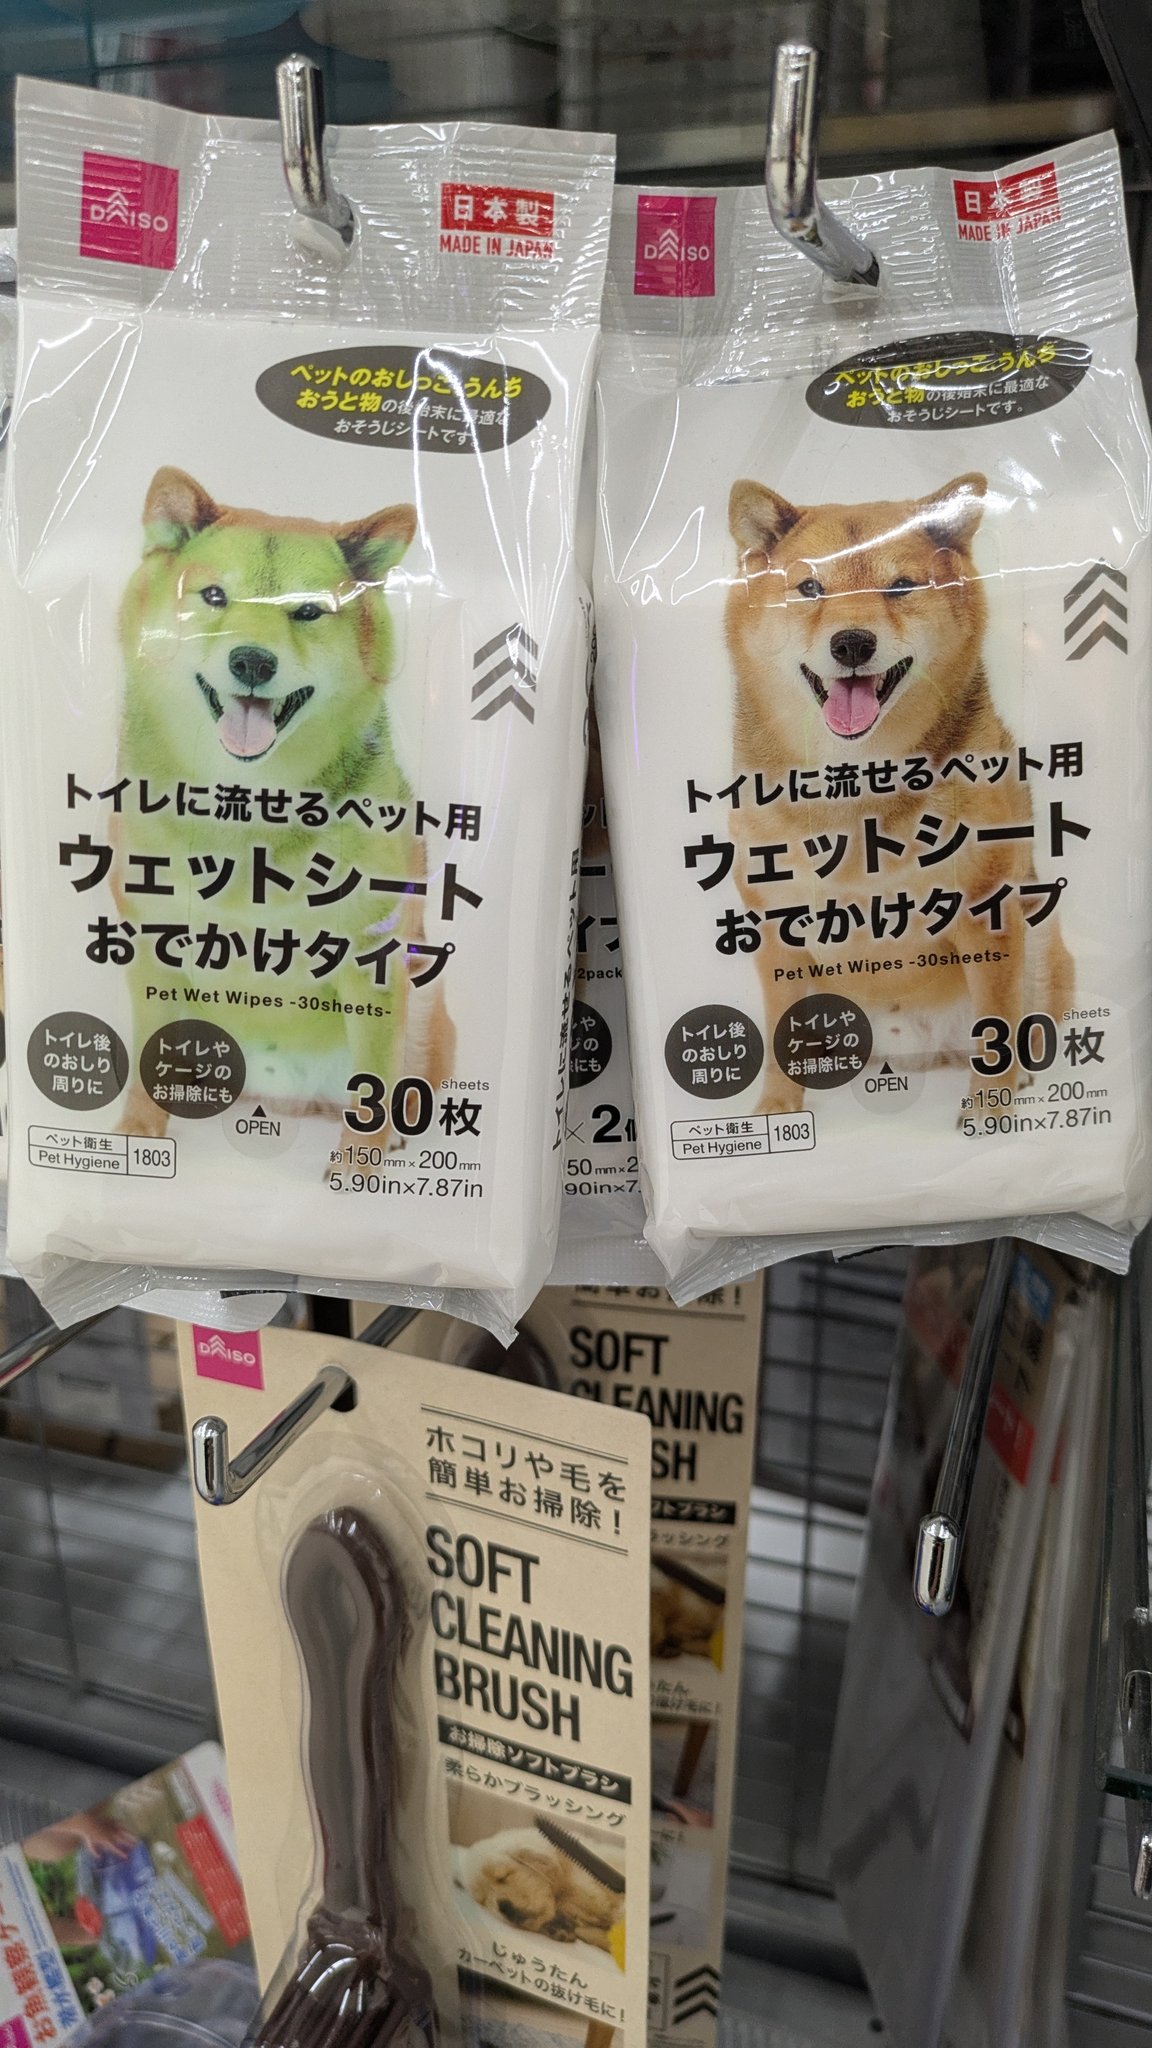 DAISO
日本製
MADE IN JAPAN
ペットのおしっこ、うんち
おうと物の後始末に最適な
おそうじシートです。
トイレに流せるペット用
ウェットシート
おでかけタイプ
Pet Wet Wipes -30sheets-
トイレ後
のおしり
周りに
トイレや
ケージの
お掃除にも
OPEN
sheets
30枚
約150mm×200mm
5.90in×7.87in
ペット衛生
Pet Hygiene
1803
DAISO
日本製
MADE IN JAPAN
ペットのおしっこ、うんち
おうと物の後始末に最適な
おそうじシートです。
トイレに流せるペット用
ウェットシート
おでかけタイプ
Pet Wet Wipes -30sheets-
トイレ後
のおしり
周りに
トイレや
ケージの
お掃除にも
OPEN
sheets
30枚
約150mm×200mm
5.90in×7.87in
ペット衛生
Pet Hygiene
1803
2pack
×2
DAISO
ホコリや毛を
簡単お掃除!
SOFT
CLEANING
BRUSH
お掃除ソフトブラシ
柔らかブラッシング
じゅうたん
カーペットの抜け毛に!
SOFT
CLEANING